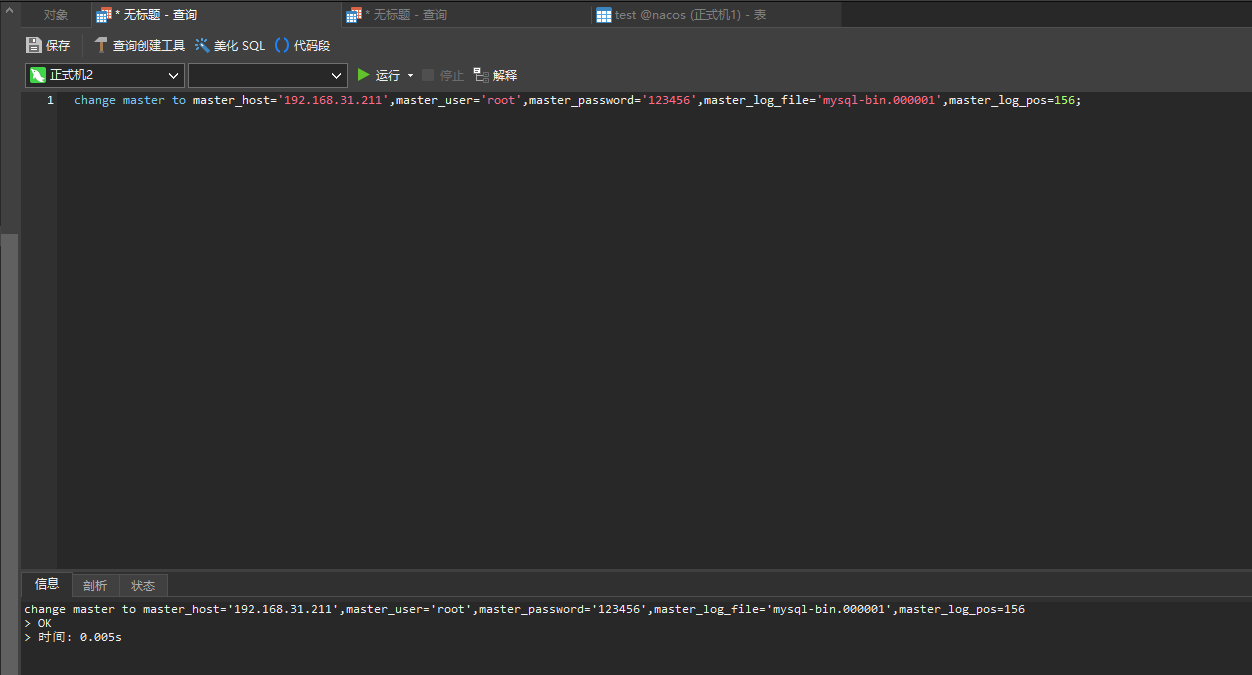 对象 * 无标题 - 查询 * 无标题 - 查询 test @nacos (正式机1) - 表
保存 查询创建工具 美化 SQL () 代码段
正式机2 运行 停止 解释
1 change master to master_host='192.168.31.211',master_user='root',master_password='123456',master_log_file='mysql-bin.000001',master_log_pos=156;
信息 剖析 状态
change master to master_host='192.168.31.211',master_user='root',master_password='123456',master_log_file='mysql-bin.000001',master_log_pos=156
> OK
> 时间: 0.005s